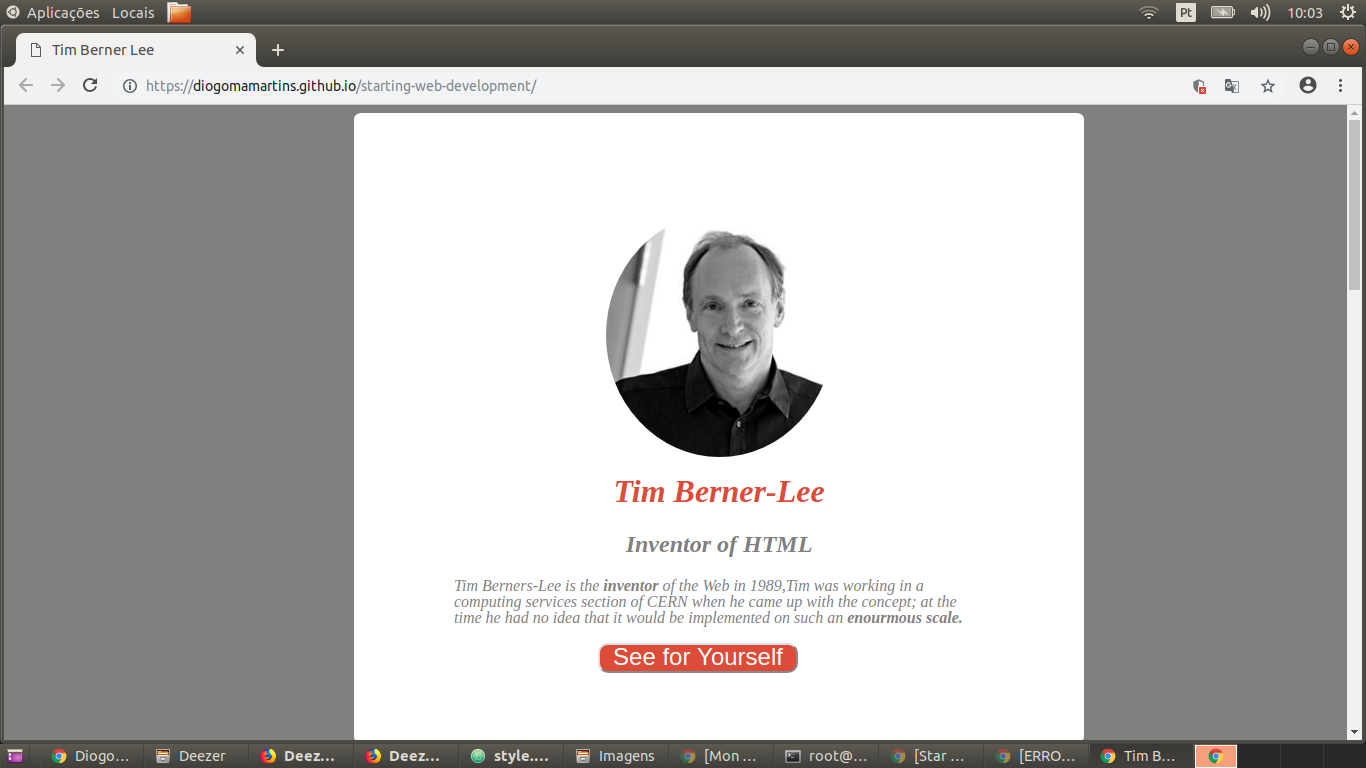 Aplicações Locais
Pt 10:03
Tim Berner Lee
https://diogomamartins.github.io/starting-web-development/
Tim Berner-Lee
Inventor of HTML
Tim Berners-Lee is the inventor of the Web in 1989,Tim was working in a
computing services section of CERN when he came up with the concept; at the
time he had no idea that it would be implemented on such an enourmous scale.
See for Yourself
Diogo… Deezer Deez… Deez… style.… Imagens [Mon … root@… [Star … [ERRO… Tim B…